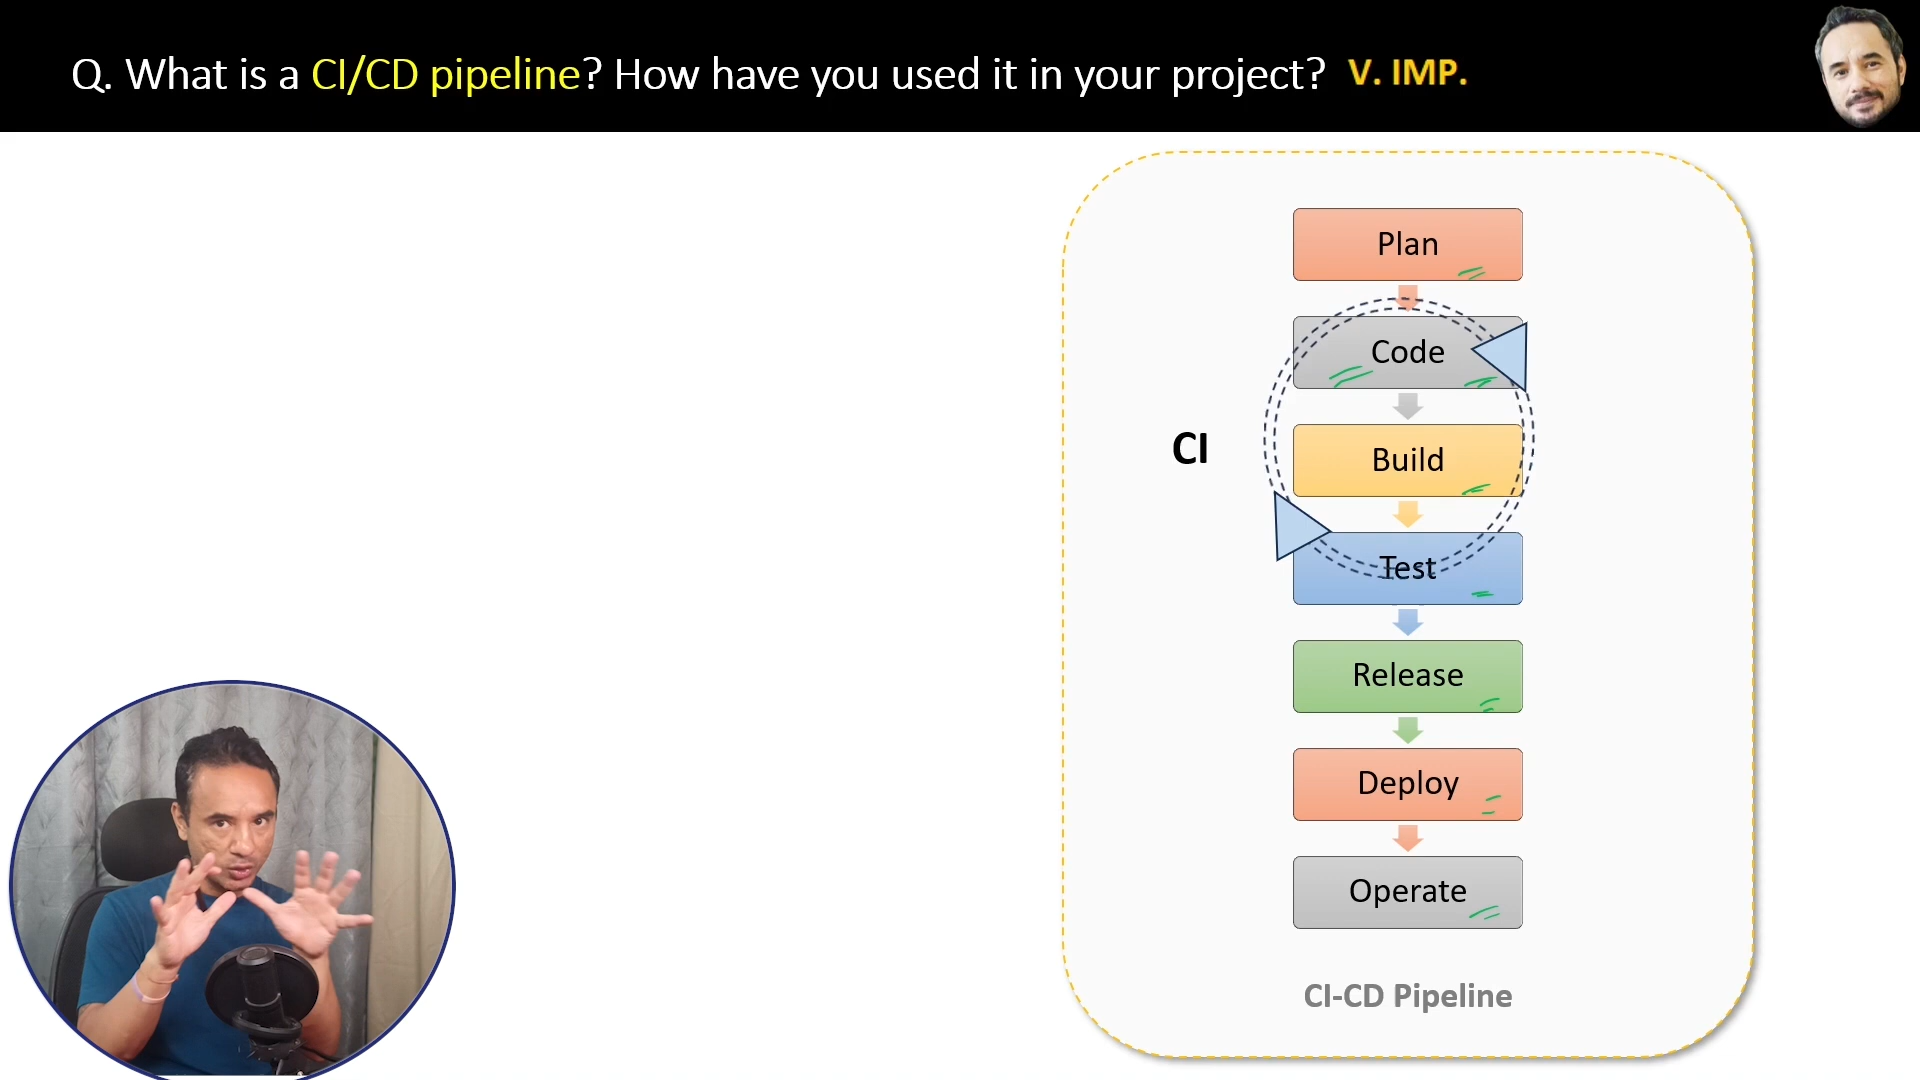 Q. What is a CI/CD pipeline? How have you used it in your project? V. IMP.
Plan
Code
CI
Build
Test
Release
Deploy
Operate
CI-CD Pipeline